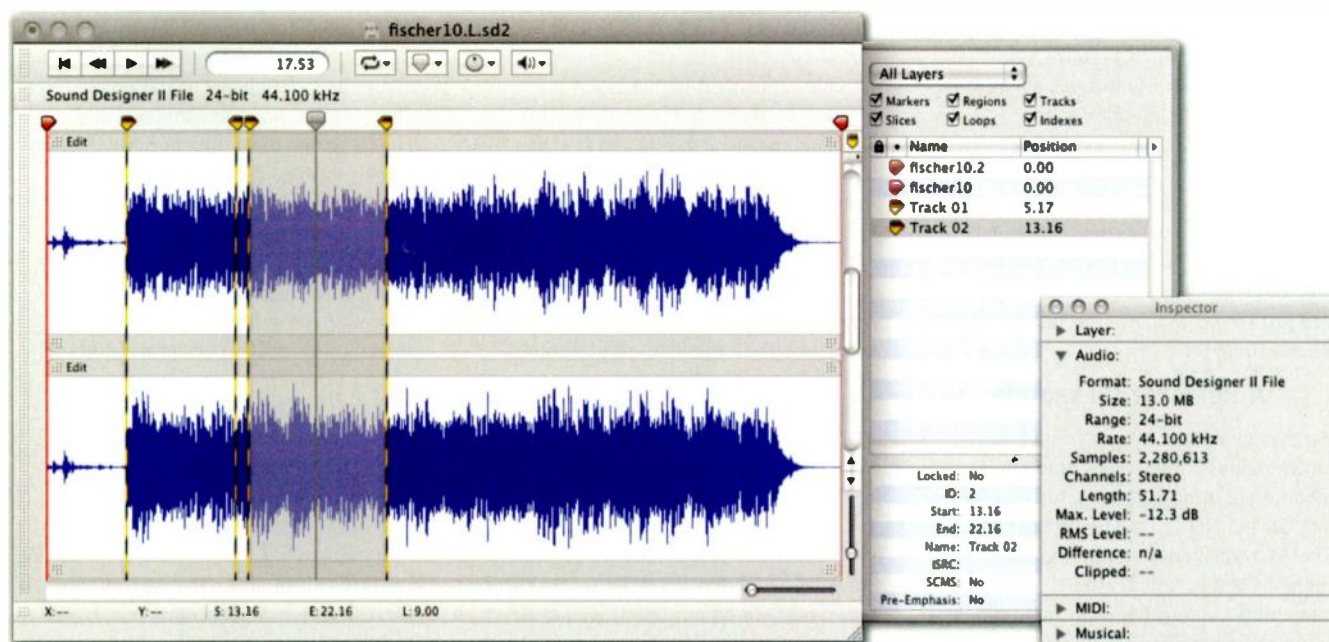 fischer10.L.sd2
17.53
Sound Designer II File 24-bit 44.100 kHz
Edit
Edit
X:-- Y:-- S:13.16 E:22.16 L:9.00
All Layers
Markers Regions Tracks
Slices Loops Indexes
Name Position
fischer10.2 0.00
fischer10 0.00
Track 01 5.17
Track 02 13.16
Locked: No
ID: 2
Start: 13.16
End: 22.16
Name: Track 02
ISRC:
SCMS: No
Pre-Emphasis: No
Inspector
Layer:
Audio:
Format: Sound Designer II File
Size: 13.0 MB
Range: 24-bit
Rate: 44.100 kHz
Samples: 2,280,613
Channels: Stereo
Length: 51.71
Max. Level: -12.3 dB
RMS Level: --
Difference: n/a
Clipped: --
MIDI:
Musical: